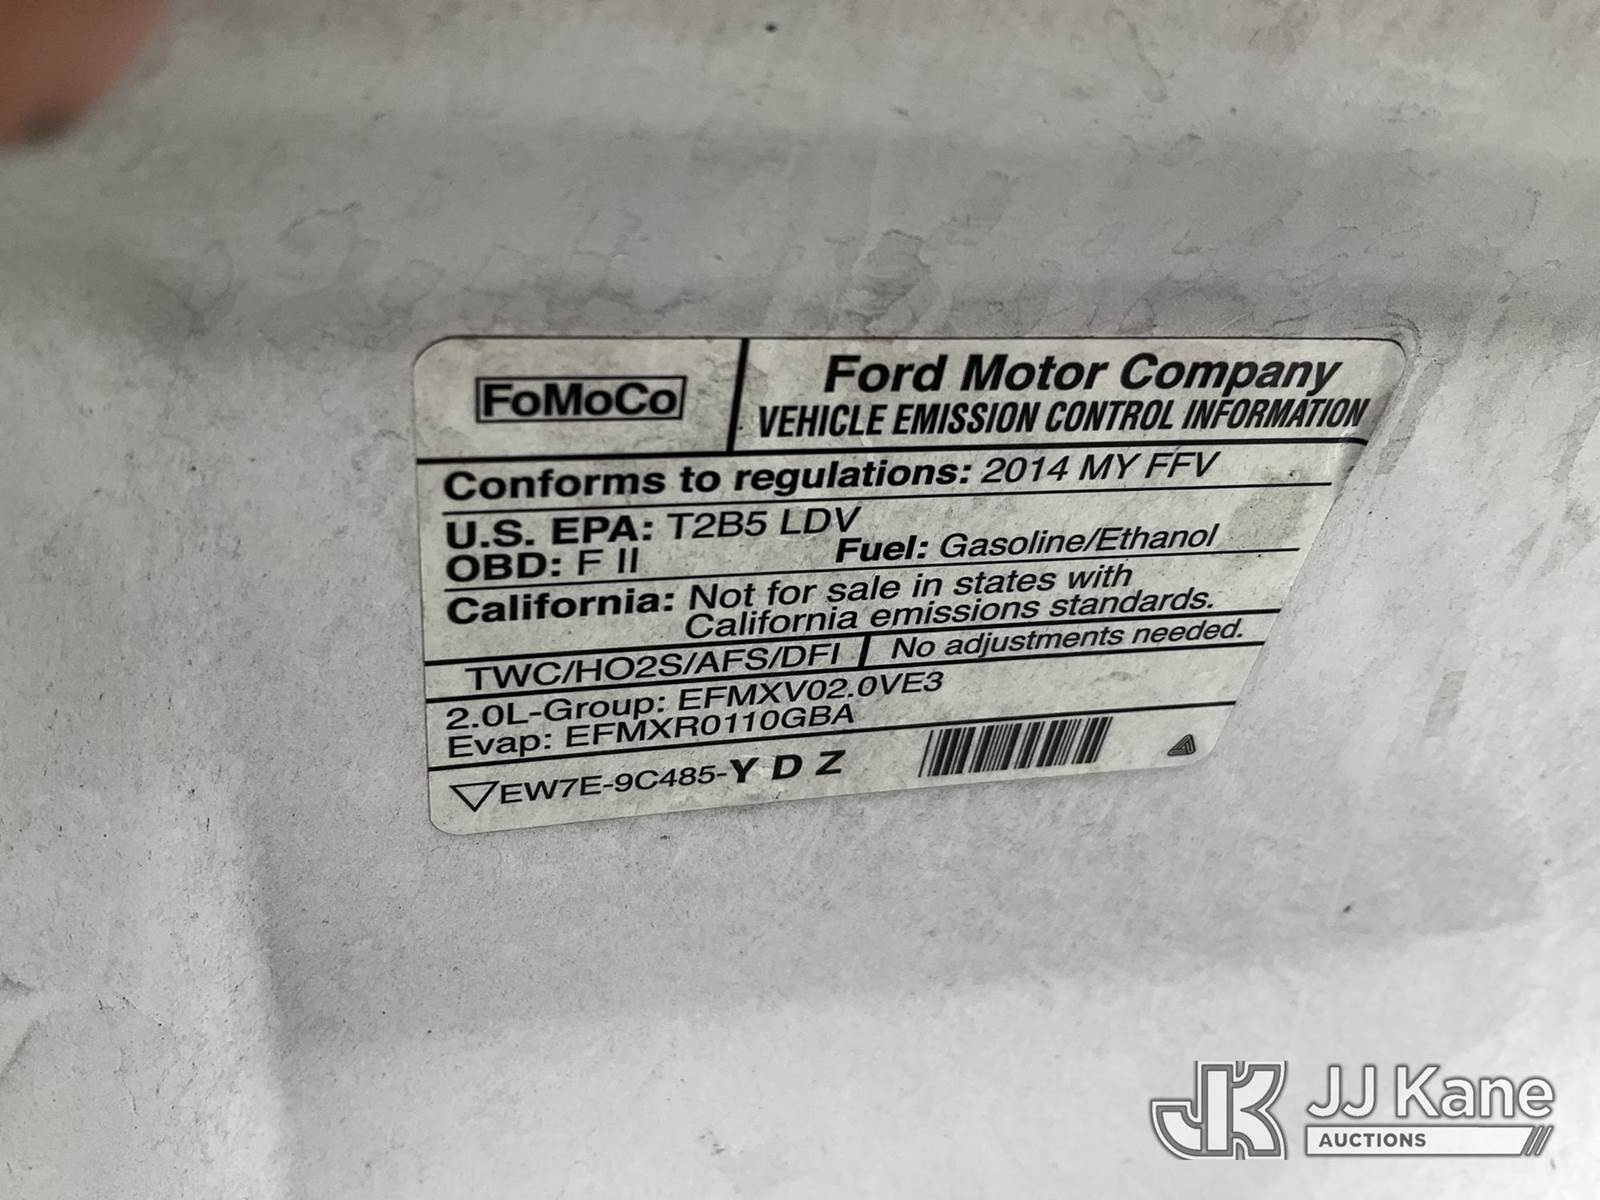 FoMoCo
Ford Motor Company
VEHICLE EMISSION CONTROL INFORMATION
Conforms to regulations: 2014 MY FFV
U.S. EPA: T2B5 LDV
OBD: F II
Fuel: Gasoline/Ethanol
California: Not for sale in states with
California emissions standards.
TWC/HO2S/AFS/DFI
No adjustments needed.
2.0L-Group: EFMXV02.0VE3
Evap: EFMXR0110GBA
EW7E-9C485-Y D Z
JK JJ Kane
AUCTIONS